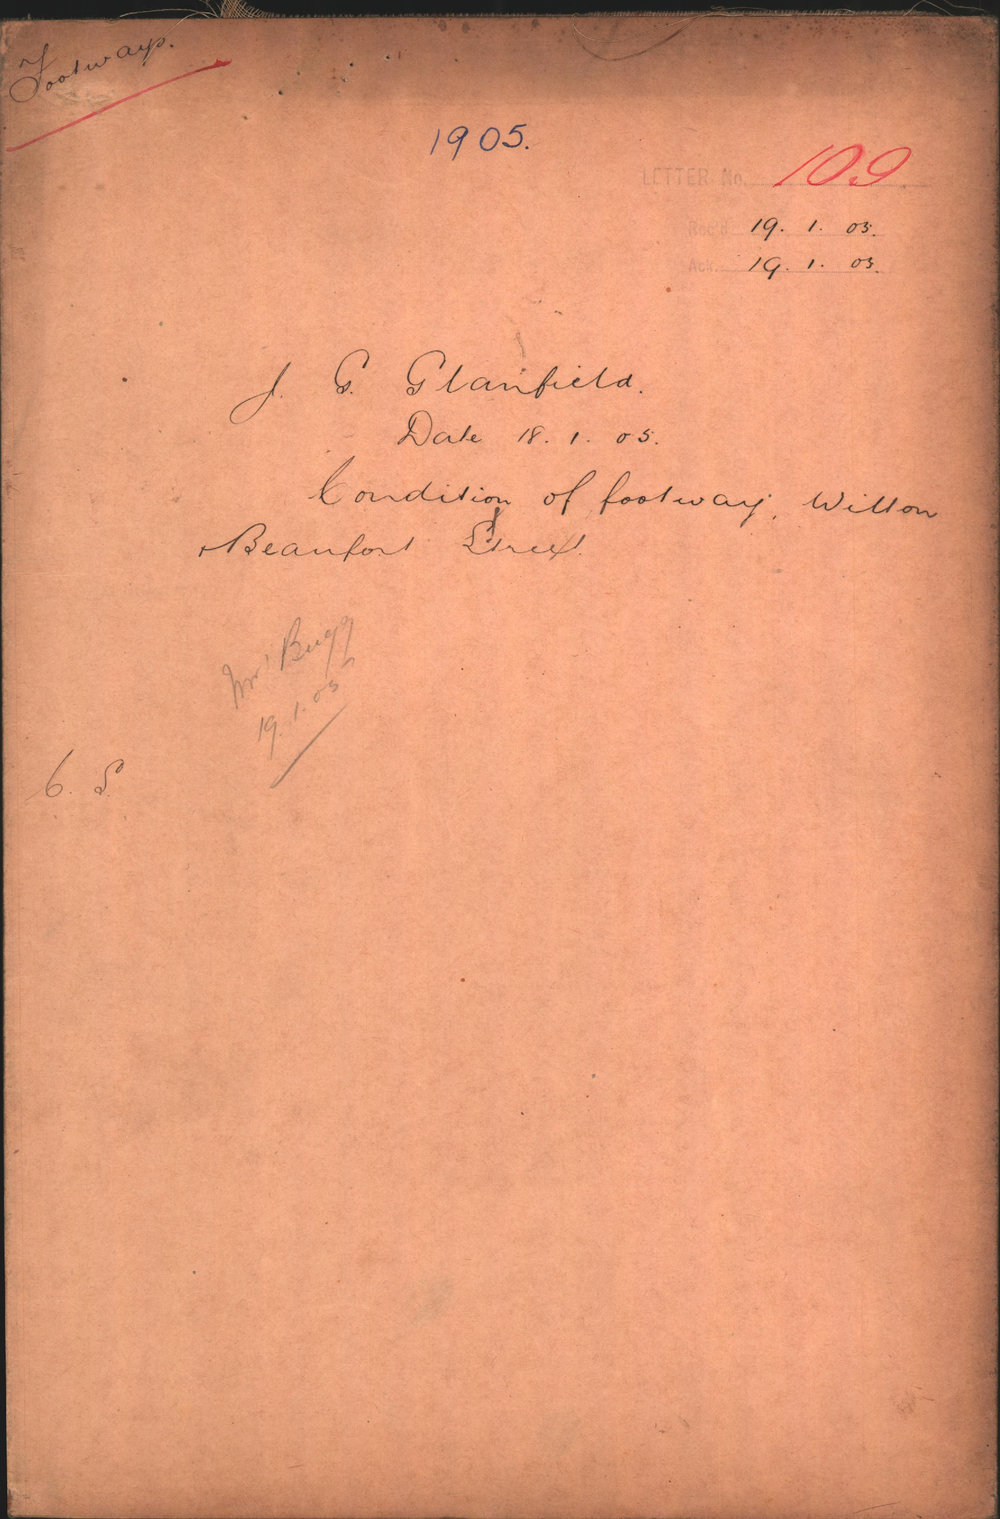 Footways.
1905.
LETTER No. 109.
Rec'd 19. 1. 05.
Ack. 19. 1. 05.
J. G. Glanfield.
Date 18. 1. 05.
Condition of footway, Wilton
+ Beaufort Street.
Mr Bugg
19. 1. 05
C. S.